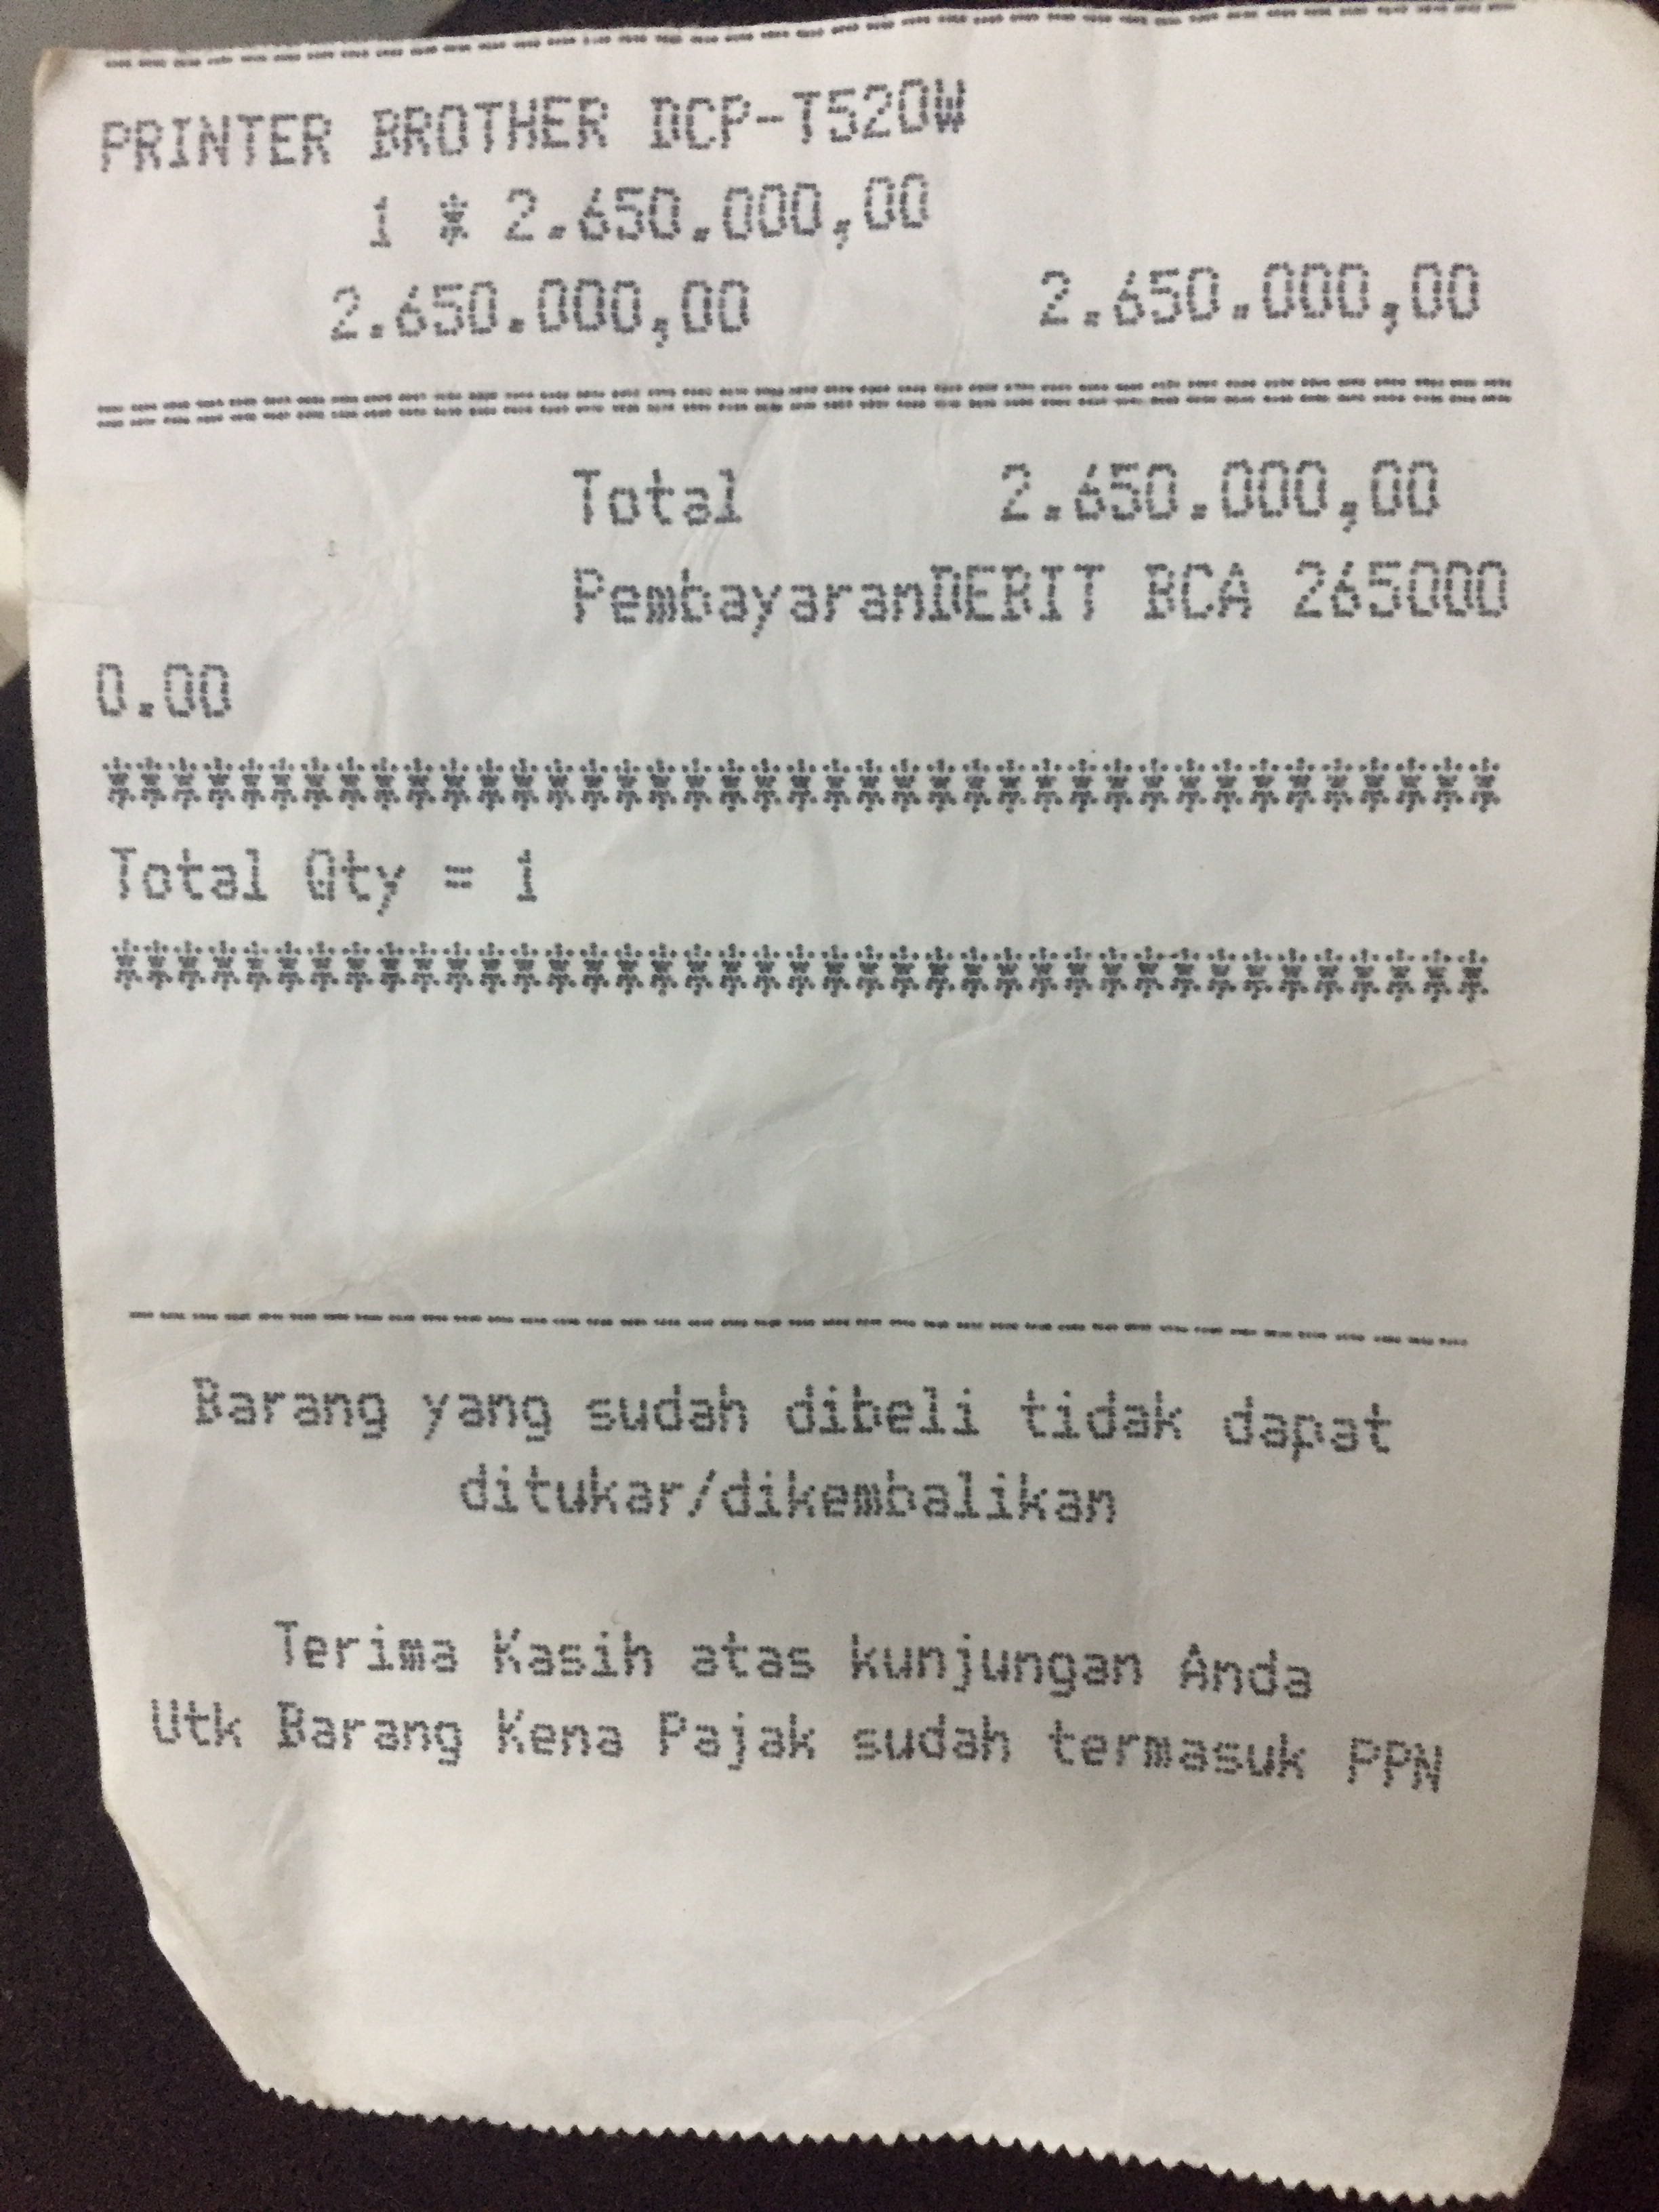 PRINTER BROTHER DCP-T520W
1 * 2.650.000,00
2.650.000,00 2.650.000,00
Total 2.650.000,00
PembayaranDEBIT BCA 265000
0.00
****************************************
Total Qty = 1
****************************************
Barang yang sudah dibeli tidak dapat
ditukar/dikembalikan
Terima Kasih atas kunjungan Anda
Utk Barang Kena Pajak sudah termasuk PPN